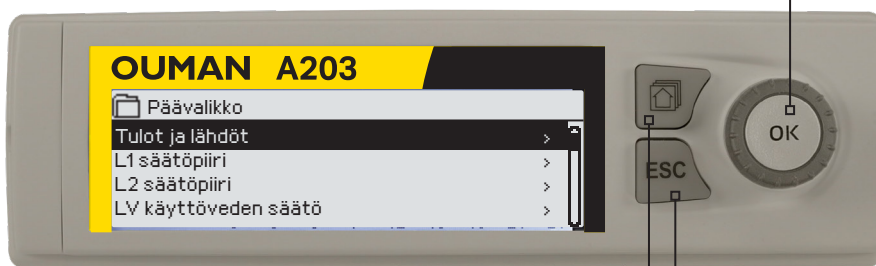 OUMAN A203
Päävalikko
Tulot ja lähdöt >
L1 säätöpiiri >
L2 säätöpiiri >
LV käyttöveden säätö >
OK
ESC